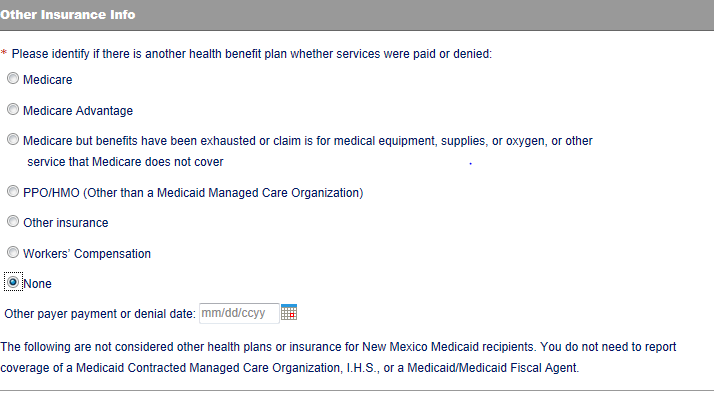 Other Insurance Info
* Please identify if there is another health benefit plan whether services were paid or denied:
Medicare
Medicare Advantage
Medicare but benefits have been exhausted or claim is for medical equipment, supplies, or oxygen, or other
service that Medicare does not cover .
PPO/HMO (Other than a Medicaid Managed Care Organization)
Other insurance
Workers' Compensation
None
Other payer payment or denial date: mm/dd/ccyy
The following are not considered other health plans or insurance for New Mexico Medicaid recipients. You do not need to report
coverage of a Medicaid Contracted Managed Care Organization, I.H.S., or a Medicaid/Medicaid Fiscal Agent.